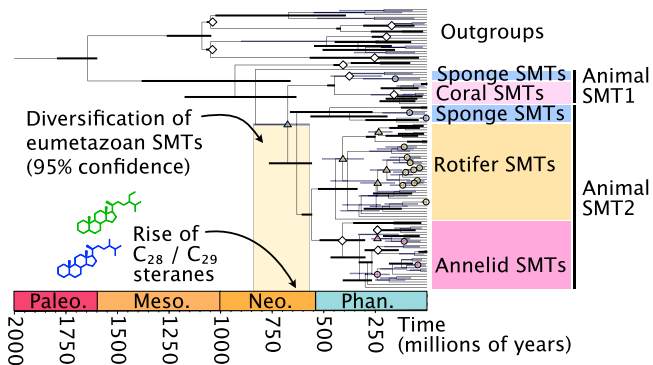 Outgroups
Sponge SMTs
Coral SMTs
Animal
SMT1
Sponge SMTs
Diversification of
eumetazoan SMTs
(95% confidence)
Rotifer SMTs
Animal
SMT2
Rise of
C28 / C29
steranes
Annelid SMTs
Paleo. Meso. Neo. Phan.
2000 1750 1500 1250 1000 750 500 250
Time
(millions of years)